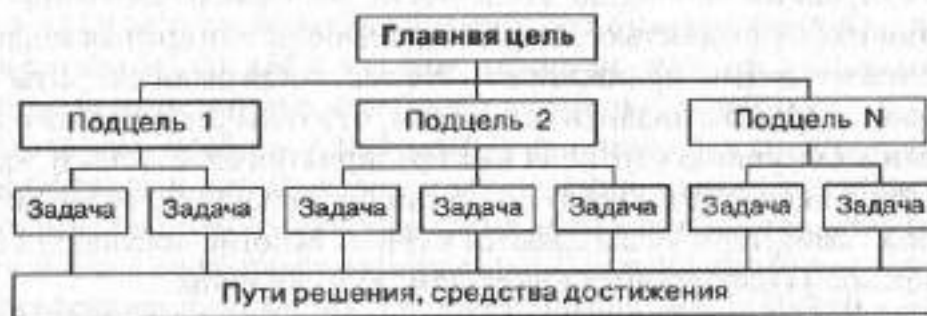 Главная цель
Подцель 1 Подцель 2 Подцель N
Задача Задача Задача Задача Задача Задача Задача
Пути решения, средства достижения